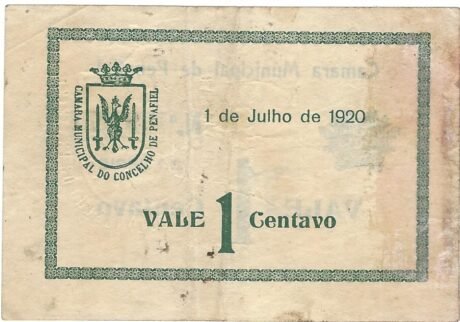 CAMARA MUNICIPAL DO CONCELHO DE PENAFIEL
1 de Julho de 1920
VALE 1 Centavo